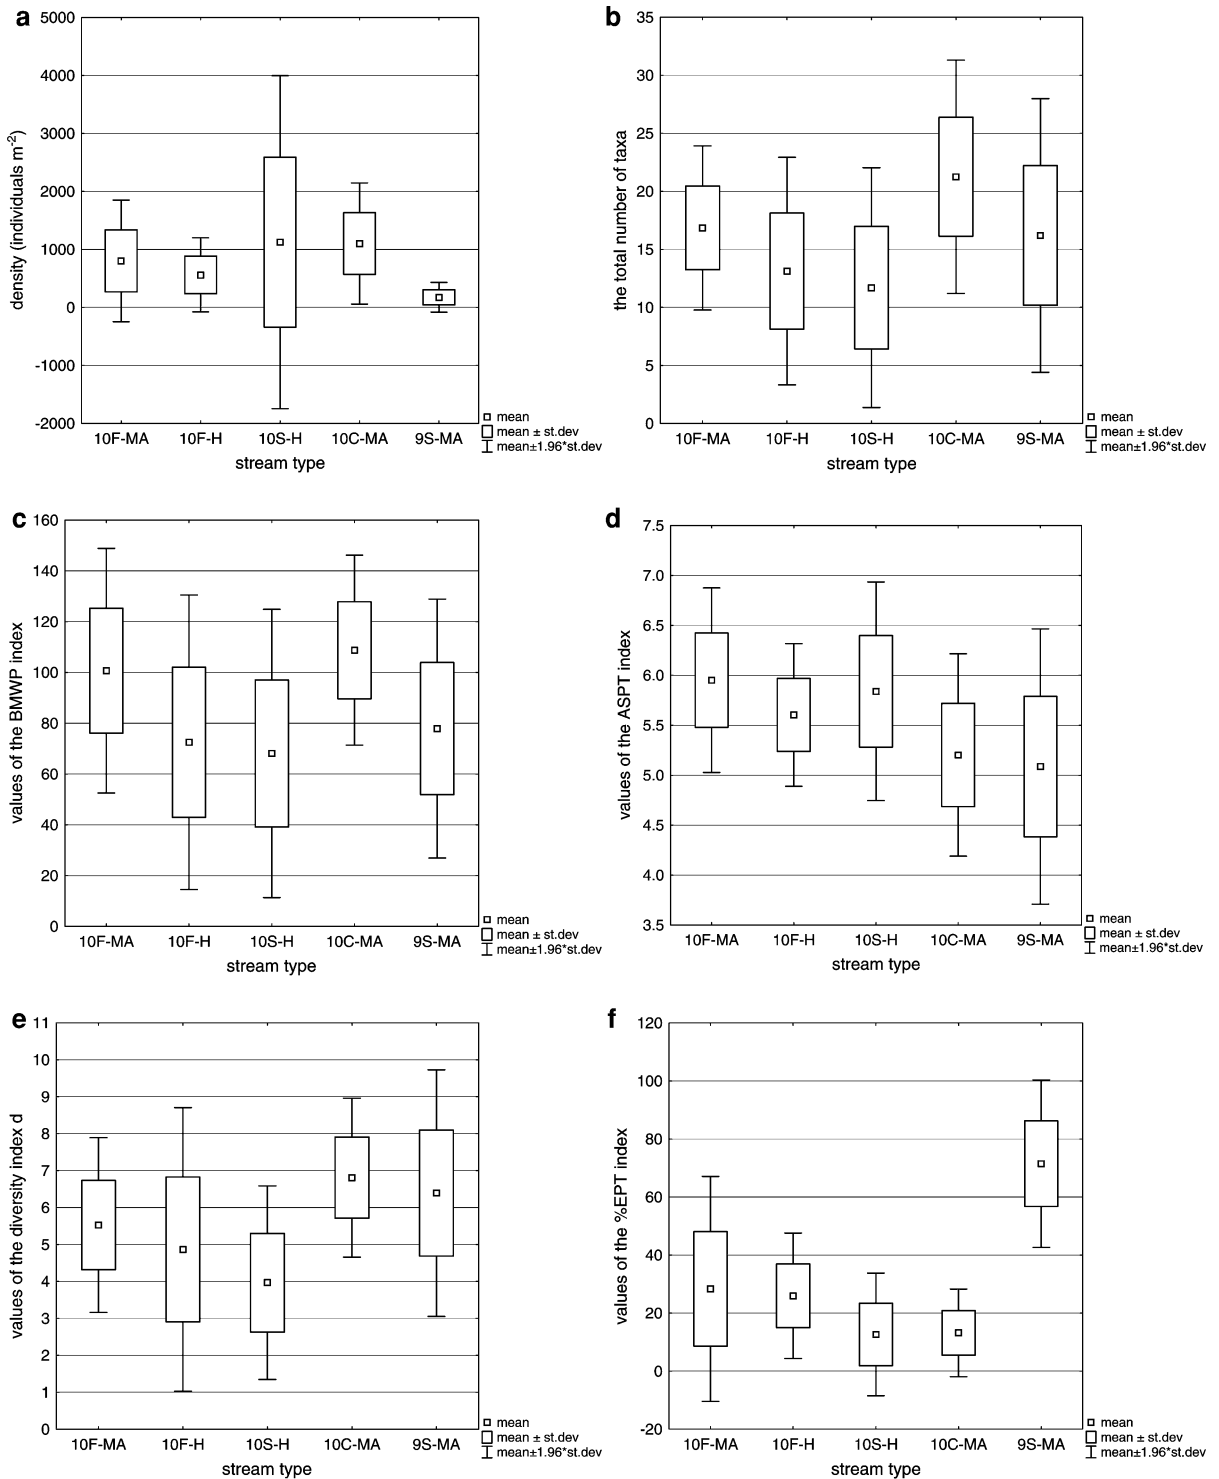 a
5000
4000
3000
2000
1000
0
-1000
-2000
density (individuals m-2)
10F-MA 10F-H 10S-H 10C-MA 9S-MA
stream type
mean
mean ± st.dev
mean±1.96*st.dev
b
35
30
25
20
15
10
5
0
the total number of taxa
10F-MA 10F-H 10S-H 10C-MA 9S-MA
stream type
mean
mean ± st.dev
mean±1.96*st.dev
c
160
140
120
100
80
60
40
20
0
values of the BMWP index
10F-MA 10F-H 10S-H 10C-MA 9S-MA
stream type
mean
mean ± st.dev
mean±1.96*st.dev
d
7.5
7.0
6.5
6.0
5.5
5.0
4.5
4.0
3.5
values of the ASPT index
10F-MA 10F-H 10S-H 10C-MA 9S-MA
stream type
mean
mean ± st.dev
mean±1.96*st.dev
e
11
10
9
8
7
6
5
4
3
2
1
0
values of the diversity index d
10F-MA 10F-H 10S-H 10C-MA 9S-MA
stream type
mean
mean ± st.dev
mean±1.96*st.dev
f
120
100
80
60
40
20
0
-20
values of the %EPT index
10F-MA 10F-H 10S-H 10C-MA 9S-MA
stream type
mean
mean ± st.dev
mean±1.96*st.dev